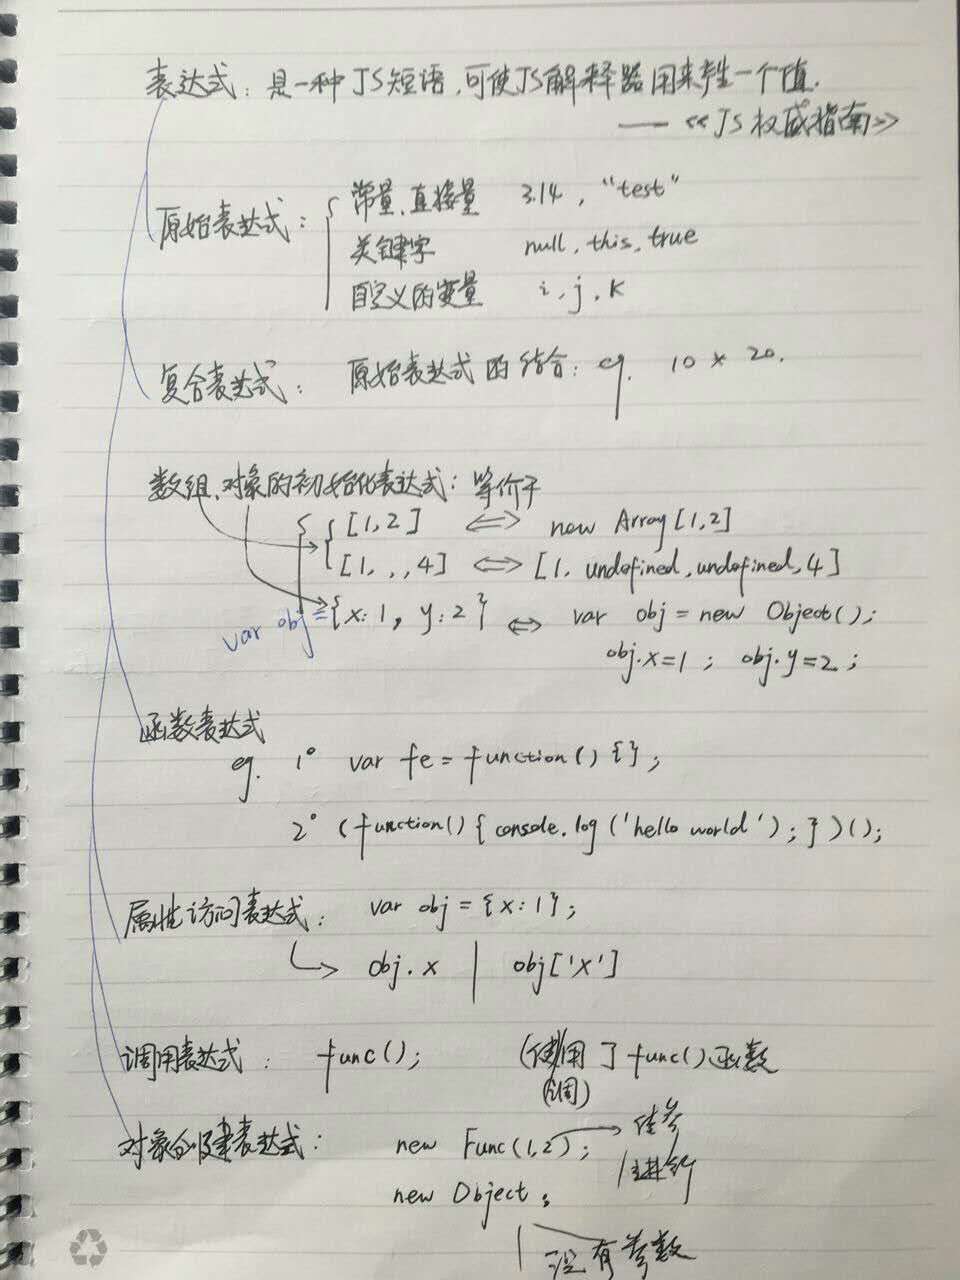 表达式：是一种JS短语，可使JS解释器用来产生一个值．
——《JS权威指南》
原始表达式：
常量、直接量 3.14，"test"
关键字 null, this, true
自定义的变量 i, j, k
复合表达式： 原始表达式的结合：eg. 10 × 20.
数组、对象的初始化表达式：等价于
[1,2] ⟺ new Array[1,2]
[1, , ,4] ⟺ [1, undefined, undefined, 4]
var obj = {x:1, y:2} ⟺ var obj = new Object();
obj.x=1 ; obj.y=2 ;
函数表达式
eg. 1° var fe = function() {};
2° (function(){console.log('hello world');})();
属性访问表达式： var obj = {x:1};
obj.x | obj['x']
调用表达式： func(); (使用了func()函数
(调)
对象创建表达式： new Func(1,2); 传参
new Object;
没有参数